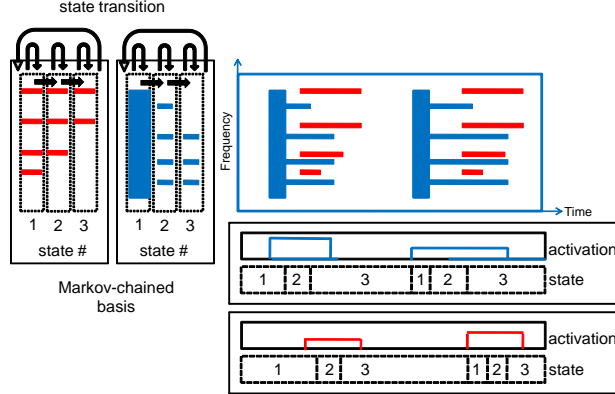 state transition
1 2 3
state #
1 2 3
state #
Markov-chained
basis
Frequency
Time
activation
1 2 3 1 2 3
state
activation
1 2 3 1 2 3
state